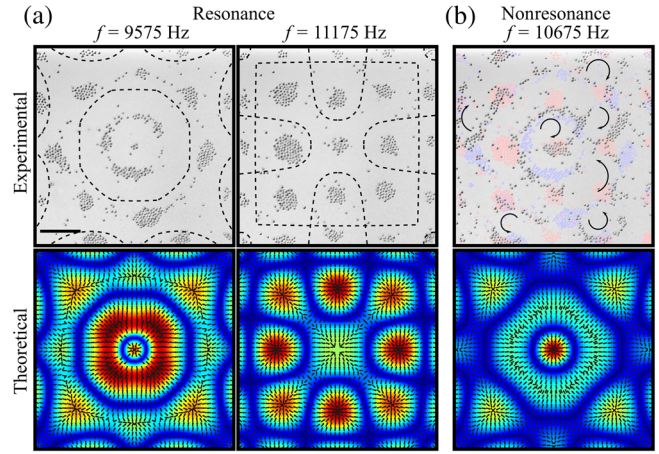 (a) Resonance (b) Nonresonance
f = 9575 Hz f = 11175 Hz f = 10675 Hz
Experimental
Theoretical